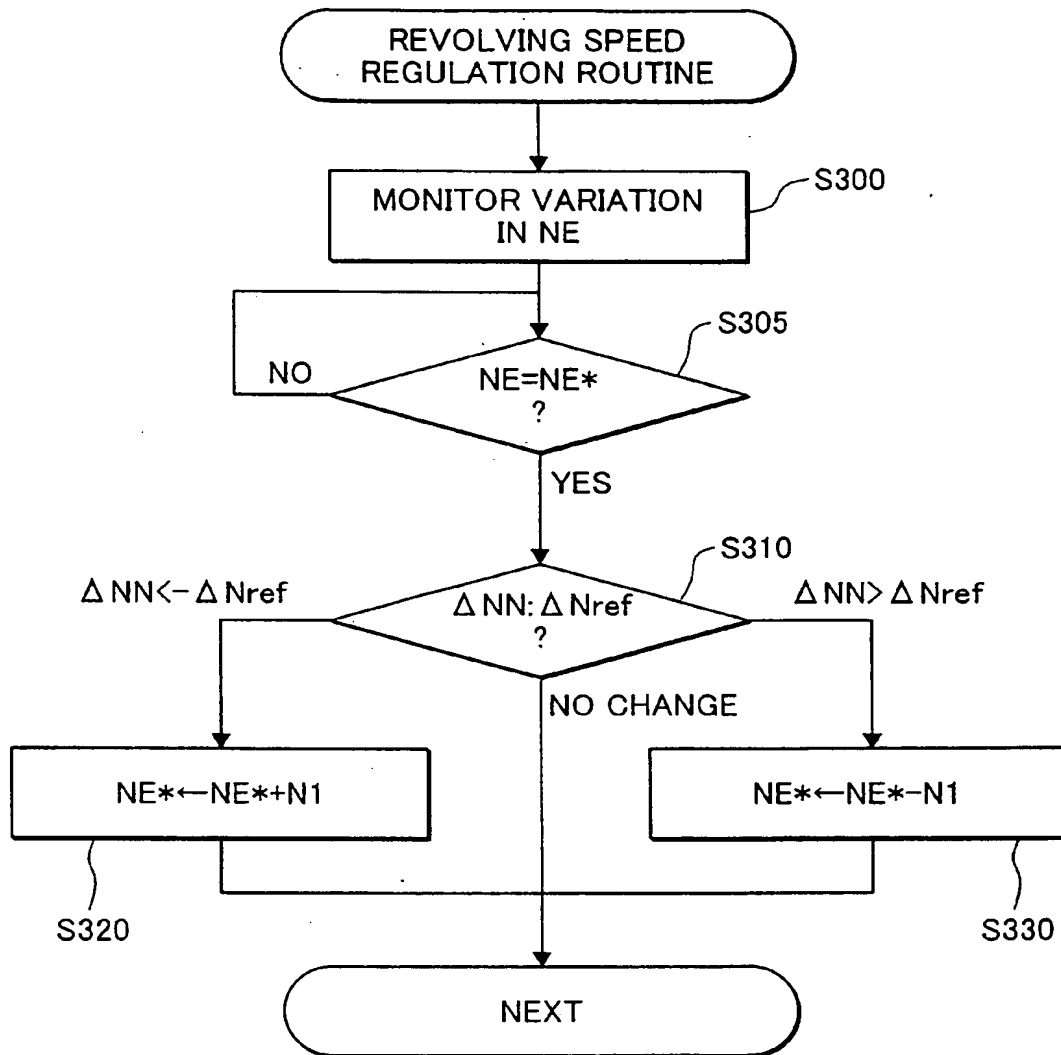 REVOLVING SPEED
REGULATION ROUTINE
MONITOR VARIATION
IN NE
S300
S305
NO
NE=NE*
?
YES
S310
ΔNN<-ΔNref
ΔNN:ΔNref
?
ΔNN>ΔNref
NO CHANGE
NE*←NE*+N1
NE*←NE*-N1
S320
S330
NEXT